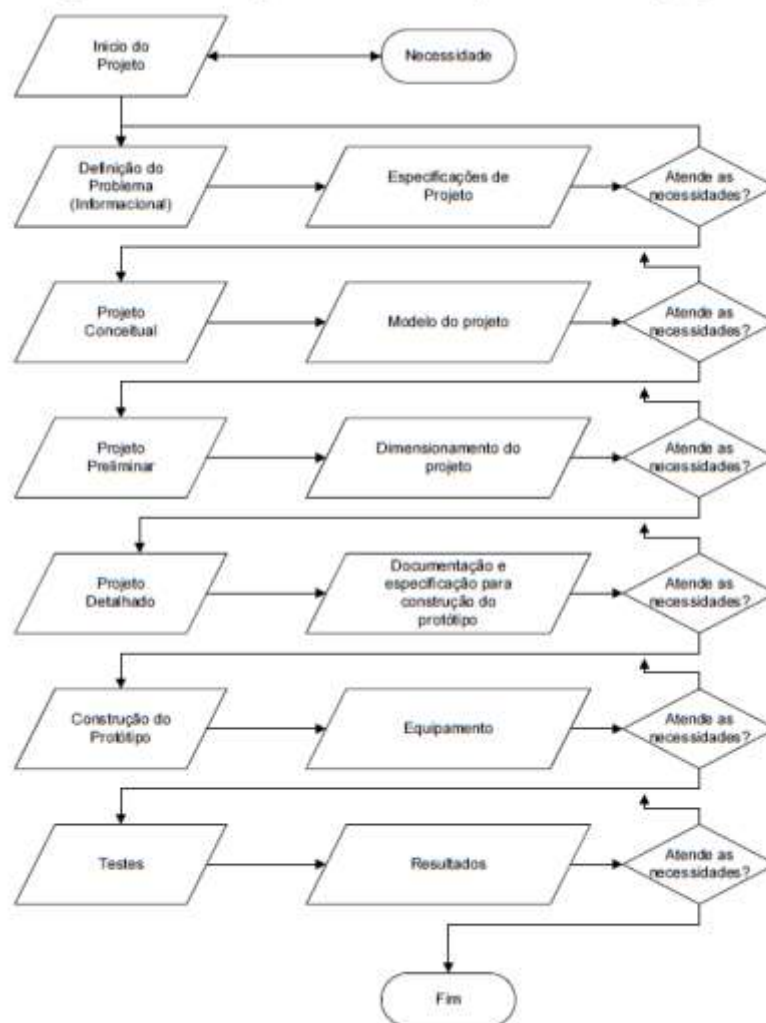 Inicio do
Projeto
Necessidade
Definição do
Problema
(Informacional)
Especificações de
Projeto
Atende as
necessidades?
Projeto
Conceitual
Modelo do projeto
Atende as
necessidades?
Projeto
Preliminar
Dimensionamento do
projeto
Atende as
necessidades?
Projeto
Detalhado
Documentação e
especificação para
construção do
protótipo
Atende as
necessidades?
Construção do
Protótipo
Equipamento
Atende as
necessidades?
Testes
Resultados
Atende as
necessidades?
Fim